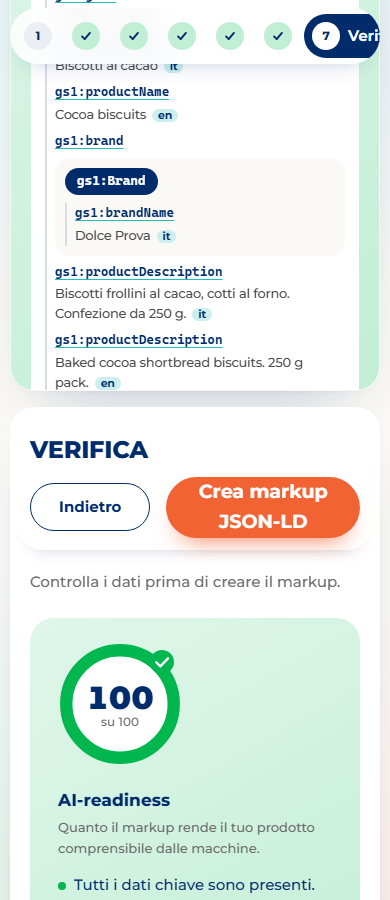 1
7 Veri
Biscotti al cacao it
gs1:productName
Cocoa biscuits en
gs1:brand
gs1:Brand
gs1:brandName
Dolce Prova it
gs1:productDescription
Biscotti frollini al cacao, cotti al forno.
Confezione da 250 g. it
gs1:productDescription
Baked cocoa shortbread biscuits. 250 g
pack. en
VERIFICA
Indietro
Crea markup
JSON-LD
Controlla i dati prima di creare il markup.
100
su 100
AI-readiness
Quanto il markup rende il tuo prodotto
comprensibile dalle macchine.
Tutti i dati chiave sono presenti.